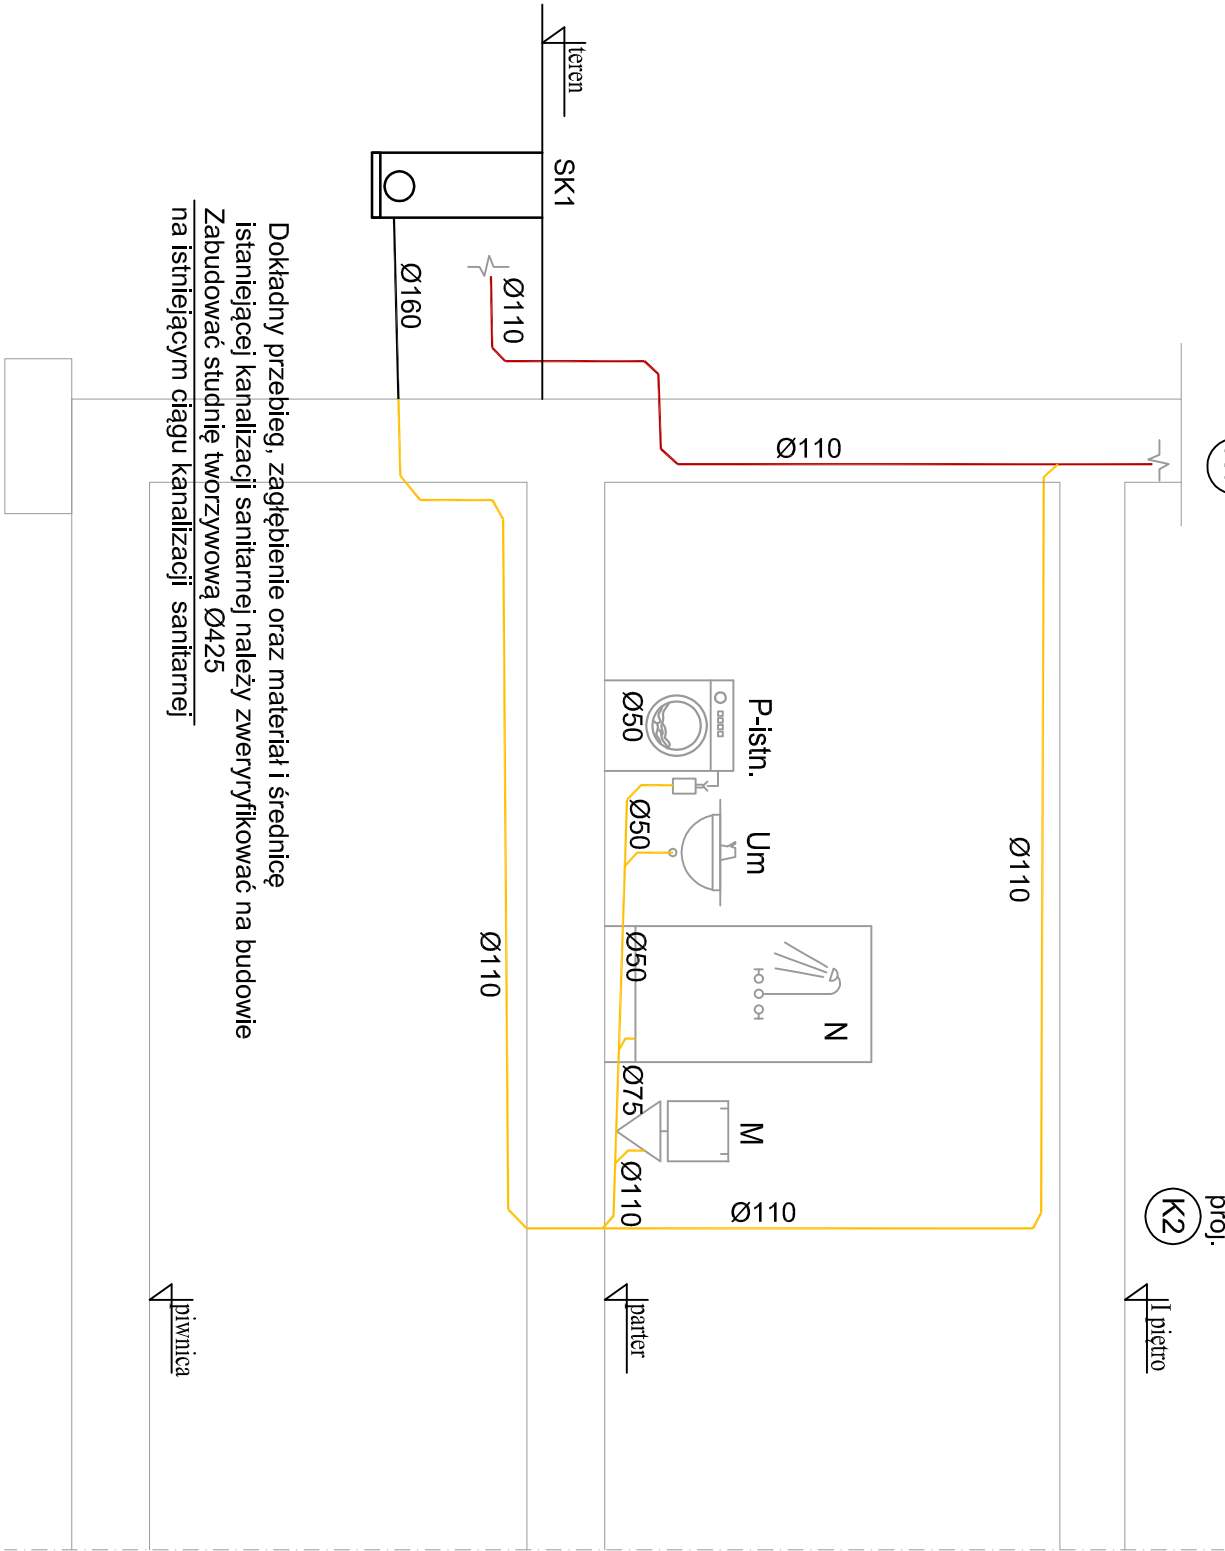 proj.
K2
I piętro
Ø110
Ø110
Ø110
N
P-istn.
Um
M
Ø50
Ø50
Ø50
Ø75
Ø110
parter
teren
SK1
Ø110
Ø110
Ø160
Dokładny przebieg, zagłębienie oraz materiał i średnicę
istaniejącej kanalizacji sanitarnej należy zweryryfikować na budowie
Zabudować studnię tworzywową Ø425
na istniejącym ciągu kanalizacji sanitarnej
piwnica